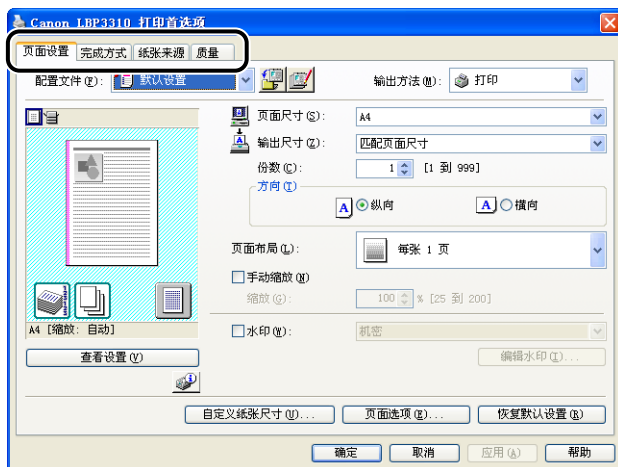 Canon LBP3310 打印首选项
页面设置 完成方式 纸张来源 质量
配置文件(F): 默认设置 输出方法(M): 打印
页面尺寸(S): A4
输出尺寸(Z): 匹配页面尺寸
份数(C): 1 [1 到 999]
方向(T)
A 纵向 A 横向
页面布局(L): 每张 1 页
手动缩放(N)
缩放(G): 100 % [25 到 200]
A4 [缩放: 自动]
水印(W): 机密
查看设置(V) 编辑水印(I)...
自定义纸张尺寸(U)... 页面选项(E)... 恢复默认设置(R)
确定 取消 应用(A) 帮助